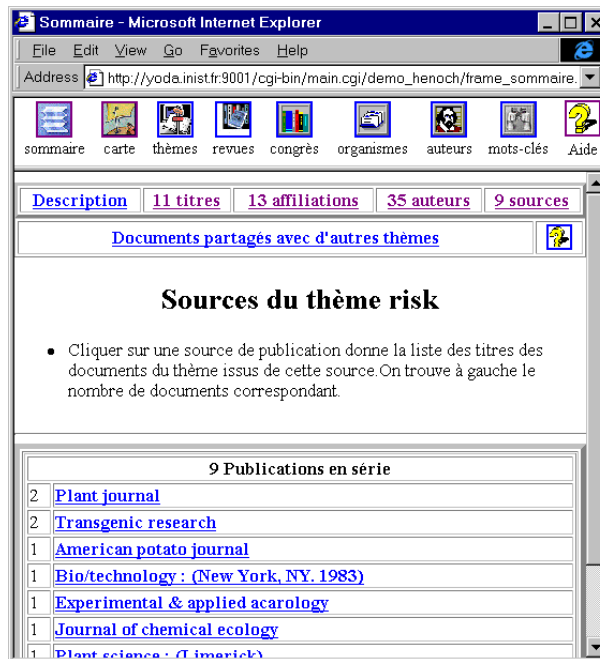 Sommaire - Microsoft Internet Explorer
File Edit View Go Favorites Help
Address http://yoda.inist.fr:9001/cgi-bin/main.cgi/demo_henoch/frame_sommaire.
sommaire carte thèmes revues congrès organismes auteurs mots-clés Aide
Description 11 titres 13 affiliations 35 auteurs 9 sources
Documents partagés avec d'autres thèmes
Sources du thème risk
Cliquer sur une source de publication donne la liste des titres des
documents du thème issus de cette source.On trouve à gauche le
nombre de documents correspondant.
9 Publications en série
2 Plant journal
2 Transgenic research
1 American potato journal
1 Bio/technology : (New York, NY. 1983)
1 Experimental & applied acarology
1 Journal of chemical ecology
1 Plant science : (Limerick)